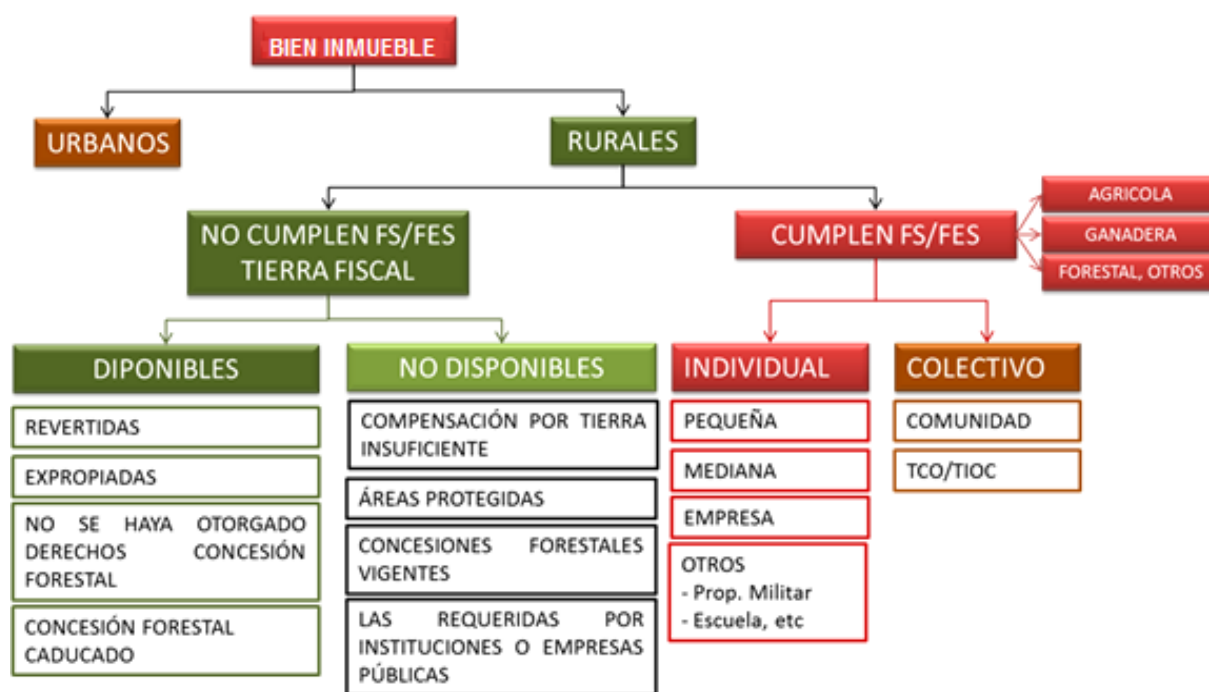 BIEN INMUEBLE
URBANOS
RURALES
NO CUMPLEN FS/FES
TIERRA FISCAL
CUMPLEN FS/FES
AGRICOLA
GANADERA
FORESTAL, OTROS
DIPONIBLES
REVERTIDAS
EXPROPIADAS
NO SE HAYA OTORGADO
DERECHOS CONCESIÓN
FORESTAL
CONCESIÓN FORESTAL
CADUCADO
NO DISPONIBLES
COMPENSACIÓN POR TIERRA
INSUFICIENTE
ÁREAS PROTEGIDAS
CONCESIONES FORESTALES
VIGENTES
LAS REQUERIDAS POR
INSTITUCIONES O EMPRESAS
PÚBLICAS
INDIVIDUAL
PEQUEÑA
MEDIANA
EMPRESA
OTROS
- Prop. Militar
- Escuela, etc
COLECTIVO
COMUNIDAD
TCO/TIOC